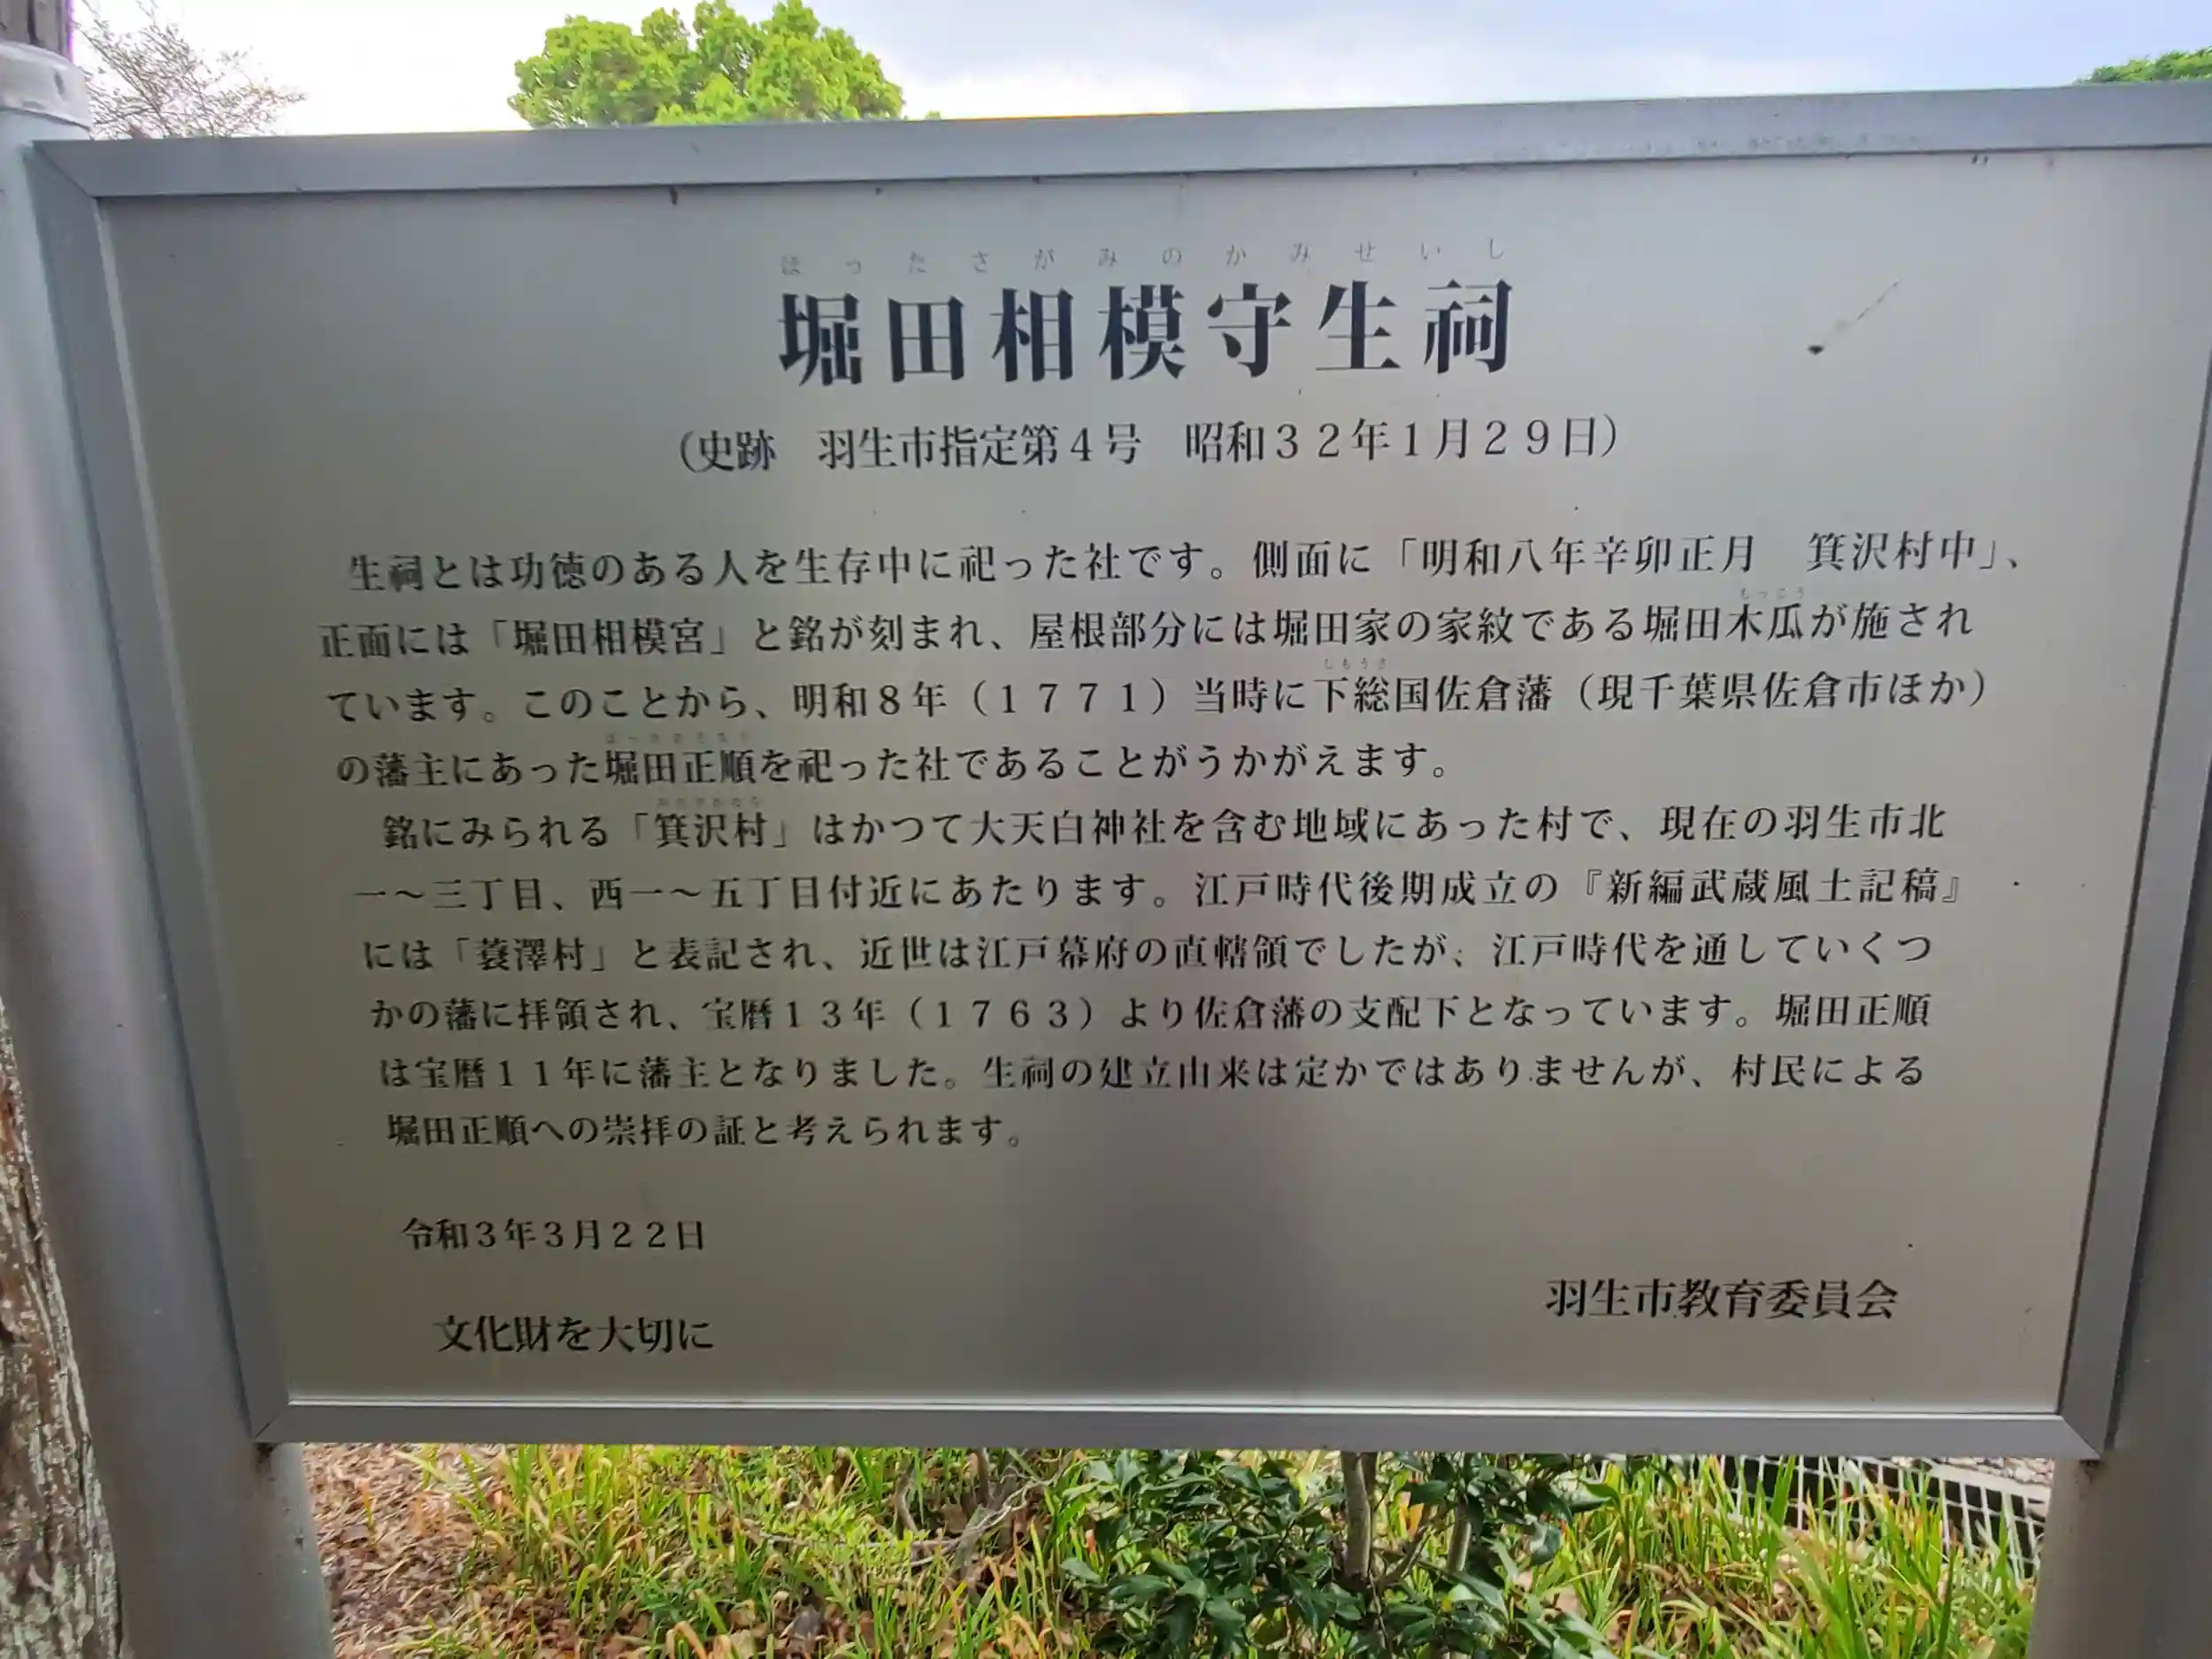 ほったさがみのかみせいし
堀田相模守生祠
（史跡　羽生市指定第４号　昭和３２年１月２９日）
生祠とは功徳のある人を生存中に祀った社です。側面に「明和八年辛卯正月　箕沢村中」、
もっこう
正面には「堀田相模宮」と銘が刻まれ、屋根部分には堀田家の家紋である堀田木瓜が施され
しもうさ
ています。このことから、明和８年（１７７１）当時に下総国佐倉藩（現千葉県佐倉市ほか）
の藩主にあった堀田正順を祀った社であることがうかがえます。
銘にみられる「箕沢村」はかつて大天白神社を含む地域にあった村で、現在の羽生市北
一～三丁目、西一～五丁目付近にあたります。江戸時代後期成立の『新編武蔵風土記稿』
には「蓑澤村」と表記され、近世は江戸幕府の直轄領でしたが、江戸時代を通していくつ
かの藩に拝領され、宝暦１３年（１７６３）より佐倉藩の支配下となっています。堀田正順
は宝暦１１年に藩主となりました。生祠の建立由来は定かではありませんが、村民による
堀田正順への崇拝の証と考えられます。
令和３年３月２２日
羽生市教育委員会
文化財を大切に